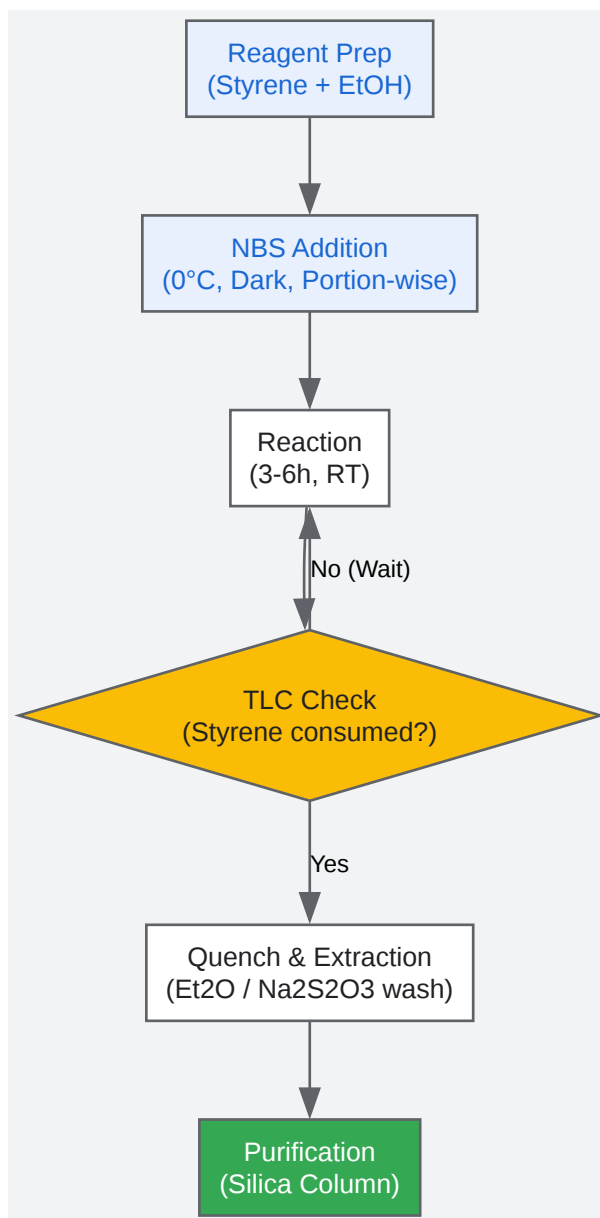 Reagent Prep
(Styrene + EtOH)
NBS Addition
(0°C, Dark, Portion-wise)
Reaction
(3-6h, RT)
No (Wait)
TLC Check
(Styrene consumed?)
Yes
Quench & Extraction
(Et2O / Na2S2O3 wash)
Purification
(Silica Column)